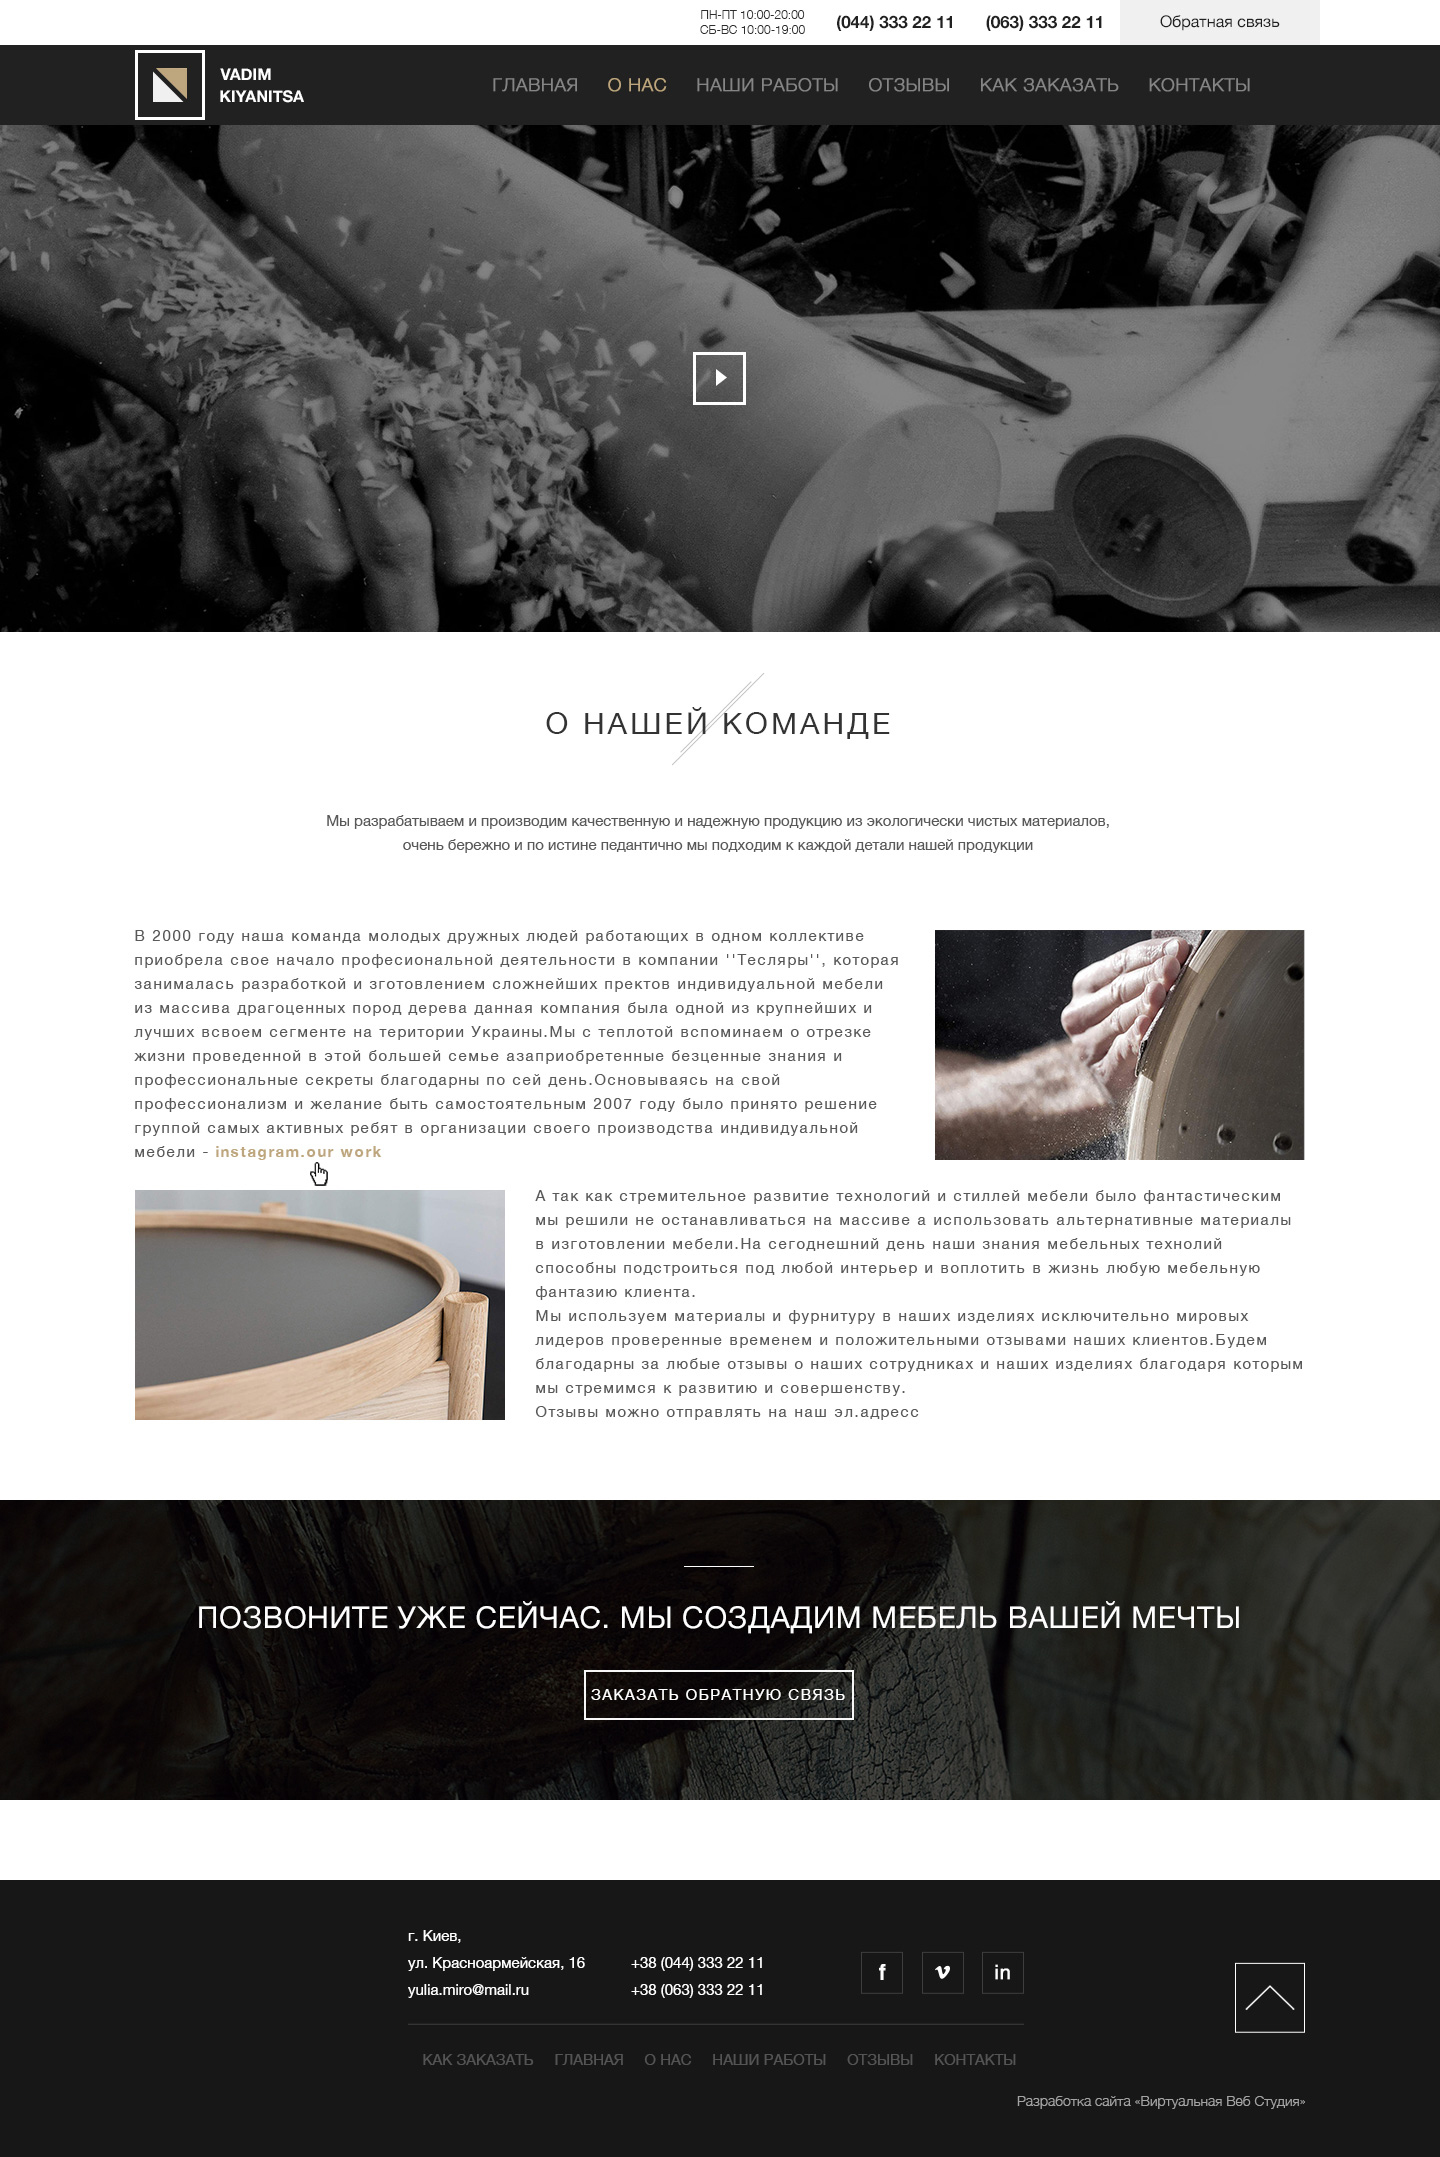 ПН-ПТ 10:00-20:00
СБ-ВС 10:00-19:00
(044) 333 22 11
(063) 333 22 11
Обратная связь
VADIM
KIYANITSA
ГЛАВНАЯ
О НАС
НАШИ РАБОТЫ
ОТЗЫВЫ
КАК ЗАКАЗАТЬ
КОНТАКТЫ
О НАШЕЙ КОМАНДЕ
Мы разрабатываем и производим качественную и надежную продукцию из экологически чистых материалов,
очень бережно и по истине педантично мы подходим к каждой детали нашей продукции
В 2000 году наша команда молодых дружных людей работающих в одном коллективе
приобрела свое начало професиональной деятельности в компании ''Тесляры'', которая
занималась разработкой и зготовлением сложнейших пректов индивидуальной мебели
из массива драгоценных пород дерева данная компания была одной из крупнейших и
лучших всвоем сегменте на територии Украины.Мы с теплотой вспоминаем о отрезке
жизни проведенной в этой большей семье азаприобретенные безценные знания и
профессиональные секреты благодарны по сей день.Основываясь на свой
профессионализм и желание быть самостоятельным 2007 году было принято решение
группой самых активных ребят в организации своего производства индивидуальной
мебели - instagram.our work
А так как стремительное развитие технологий и стиллей мебели было фантастическим
мы решили не останавливаться на массиве а использовать альтернативные материалы
в изготовлении мебели.На сегоднешний день наши знания мебельных технолий
способны подстроиться под любой интерьер и воплотить в жизнь любую мебельную
фантазию клиента.
Мы используем материалы и фурнитуру в наших изделиях исключительно мировых
лидеров проверенные временем и положительными отзывами наших клиентов.Будем
благодарны за любые отзывы о наших сотрудниках и наших изделиях благодаря которым
мы стремимся к развитию и совершенству.
Отзывы можно отправлять на наш эл.адресс
ПОЗВОНИТЕ УЖЕ СЕЙЧАС. МЫ СОЗДАДИМ МЕБЕЛЬ ВАШЕЙ МЕЧТЫ
ЗАКАЗАТЬ ОБРАТНУЮ СВЯЗЬ
г. Киев,
ул. Красноармейская, 16
yulia.miro@mail.ru
+38 (044) 333 22 11
+38 (063) 333 22 11
f
v
in
КАК ЗАКАЗАТЬ
ГЛАВНАЯ
О НАС
НАШИ РАБОТЫ
ОТЗЫВЫ
КОНТАКТЫ
Разработка сайта «Виртуальная Веб Студия»